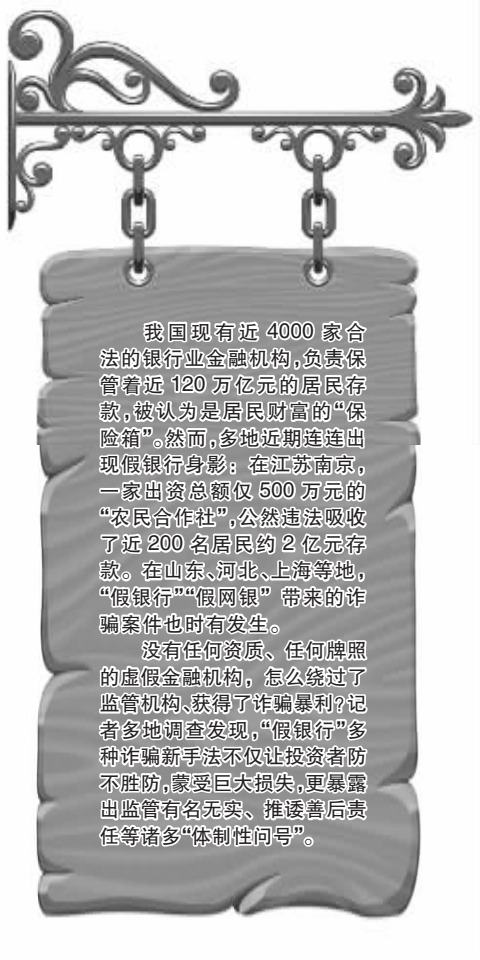 我国现有近 4000 家合
法的银行业金融机构,负责保
管着近 120 万亿元的居民存
款,被认为是居民财富的“保
险箱”。然而,多地近期连连出
现假银行身影：在江苏南京,
一家出资总额仅 500 万元的
“农民合作社”,公然违法吸收
了近 200 名居民约 2 亿元存
款。在山东、河北、上海等地,
“假银行”“假网银” 带来的诈
骗案件也时有发生。
没有任何资质、任何牌照
的虚假金融机构，怎么绕过了
监管机构、获得了诈骗暴利?记
者多地调查发现,“假银行”多
种诈骗新手法不仅让投资者防
不胜防,蒙受巨大损失,更暴露
出监管有名无实、推诿善后责
任等诸多“体制性问号”。